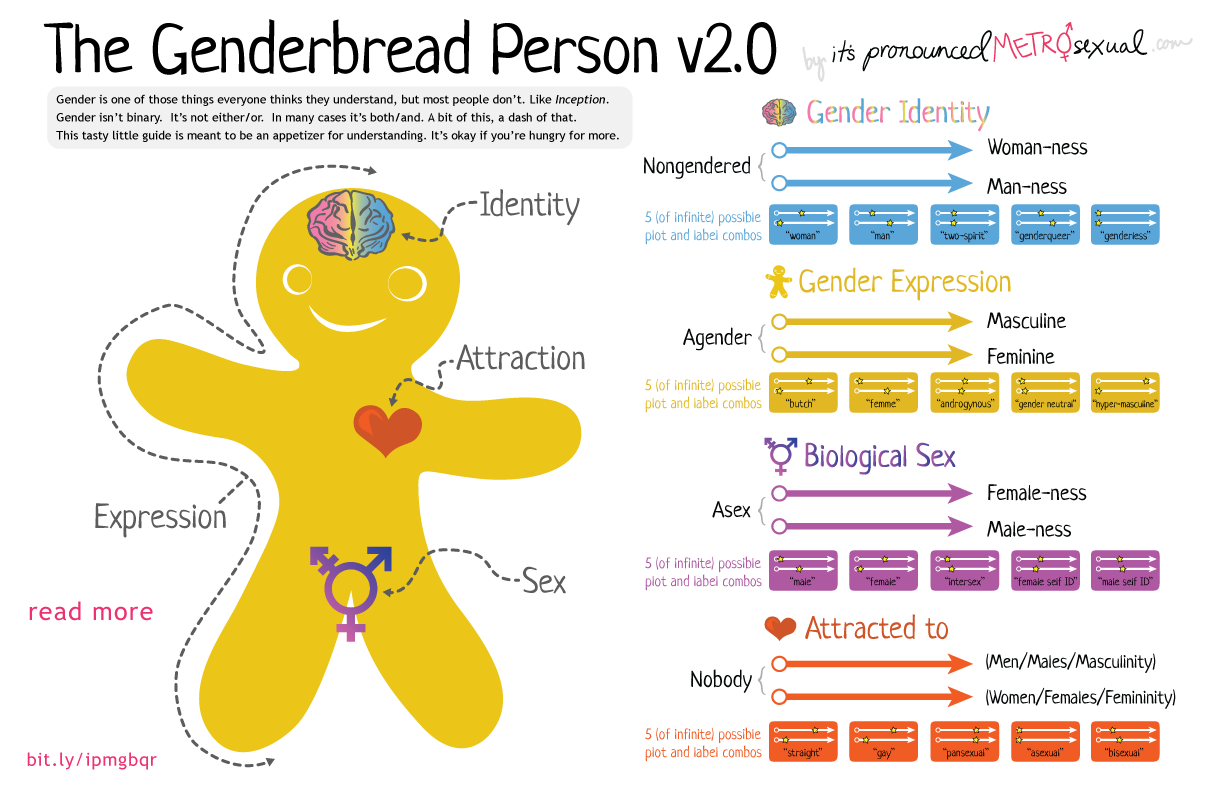 The Genderbread Person v2.0
by it's pronounced METROsexual.com
Gender is one of those things everyone thinks they understand, but most people don't. Like Inception.
Gender isn't binary. It's not either/or. In many cases it's both/and. A bit of this, a dash of that.
This tasty little guide is meant to be an appetizer for understanding. It's okay if you're hungry for more.
Identity
Attraction
Expression
Sex
read more
bit.ly/ipmgbqr
Gender Identity
Nongendered
Woman-ness
Man-ness
5 (of infinite) possible
plot and label combos
"woman"
"man"
"two-spirit"
"genderqueer"
"genderless"
Gender Expression
Agender
Masculine
Feminine
5 (of infinite) possible
plot and label combos
"butch"
"femme"
"androgynous"
"gender neutral"
"hyper-masculine"
Biological Sex
Asex
Female-ness
Male-ness
5 (of infinite) possible
plot and label combos
"male"
"female"
"intersex"
"female self ID"
"male self ID"
Attracted to
Nobody
(Men/Males/Masculinity)
(Women/Females/Femininity)
5 (of infinite) possible
plot and label combos
"straight"
"gay"
"pansexual"
"asexual"
"bisexual"